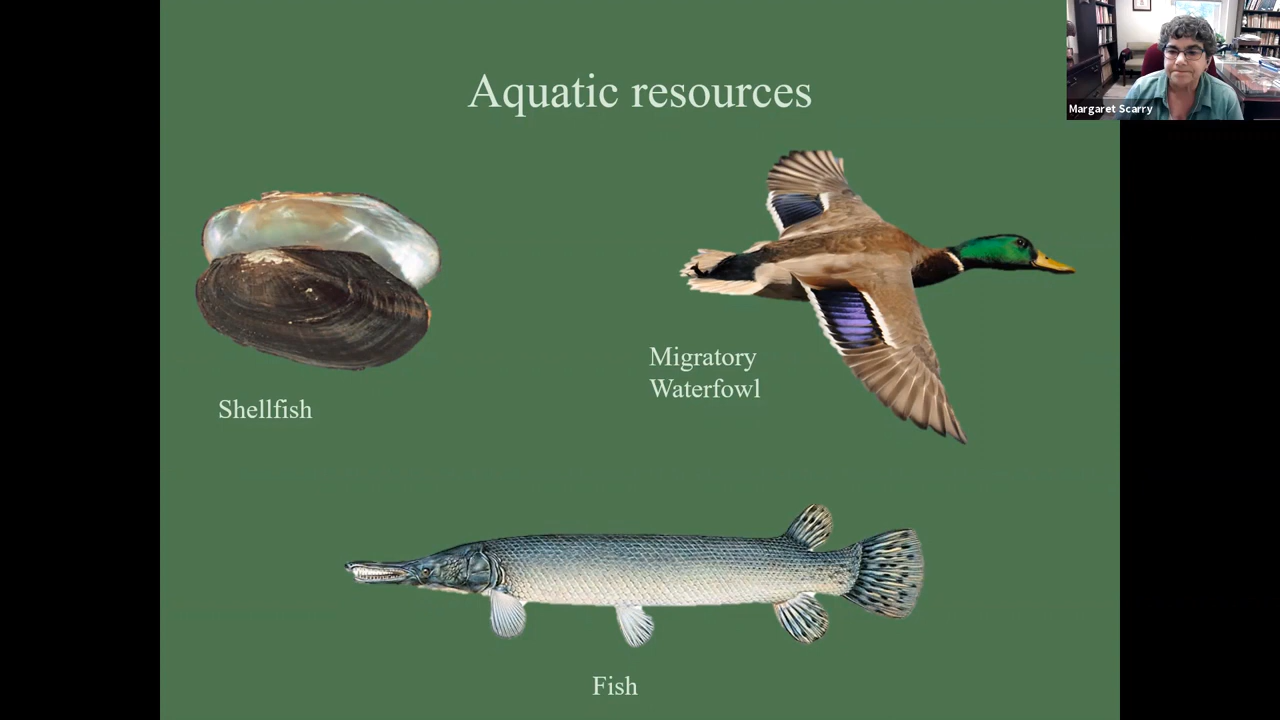 Aquatic resources
Margaret Scarry
Migratory
Waterfowl
Shellfish
Fish